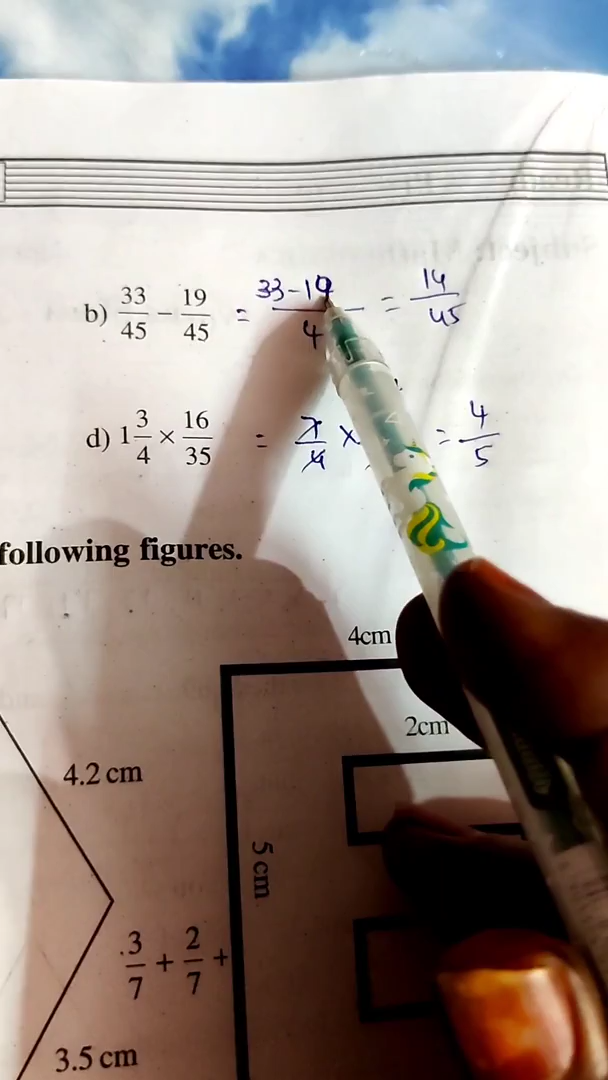 b) 33/45 − 19/45 = 33-19/4 = 14/45
d) 1 3/4 × 16/35 = 7/4 × = 4/5
following figures.
4cm
2cm
4.2 cm
5 cm
3/7 + 2/7 +
3.5 cm